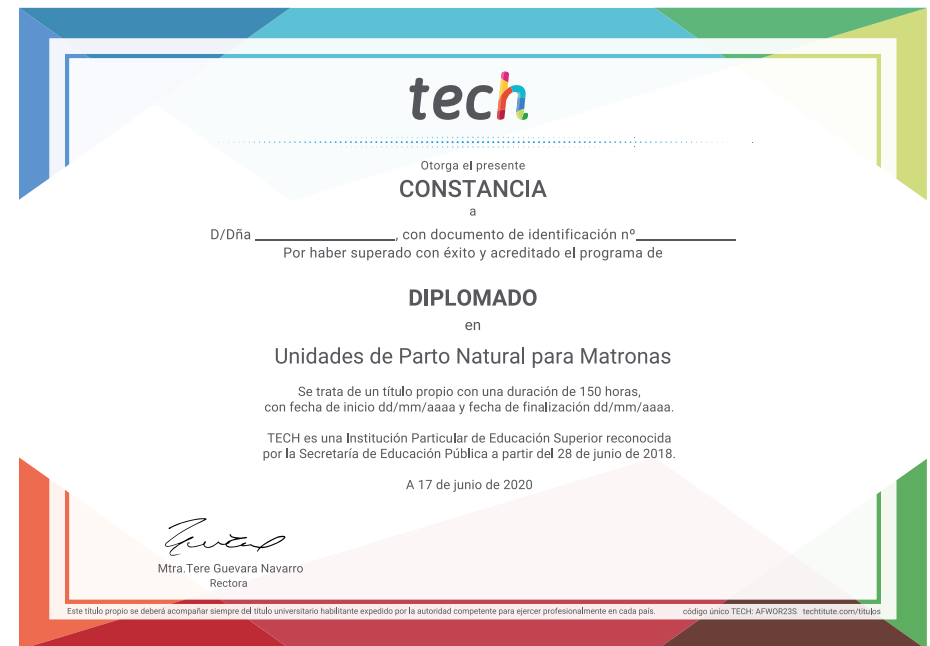 tech
Otorga el presente
CONSTANCIA
a
D/Dña ________________, con documento de identificación nº____________
Por haber superado con éxito y acreditado el programa de
DIPLOMADO
en
Unidades de Parto Natural para Matronas
Se trata de un título propio con una duración de 150 horas,
con fecha de inicio dd/mm/aaaa y fecha de finalización dd/mm/aaaa.
TECH es una Institución Particular de Educación Superior reconocida
por la Secretaría de Educación Pública a partir del 28 de junio de 2018.
A 17 de junio de 2020
Mtra.Tere Guevara Navarro
Rectora
Este título propio se deberá acompañar siempre del título universitario habilitante expedido por la autoridad competente para ejercer profesionalmente en cada país. código único TECH: AFWOR23S techtitute.com/titulos